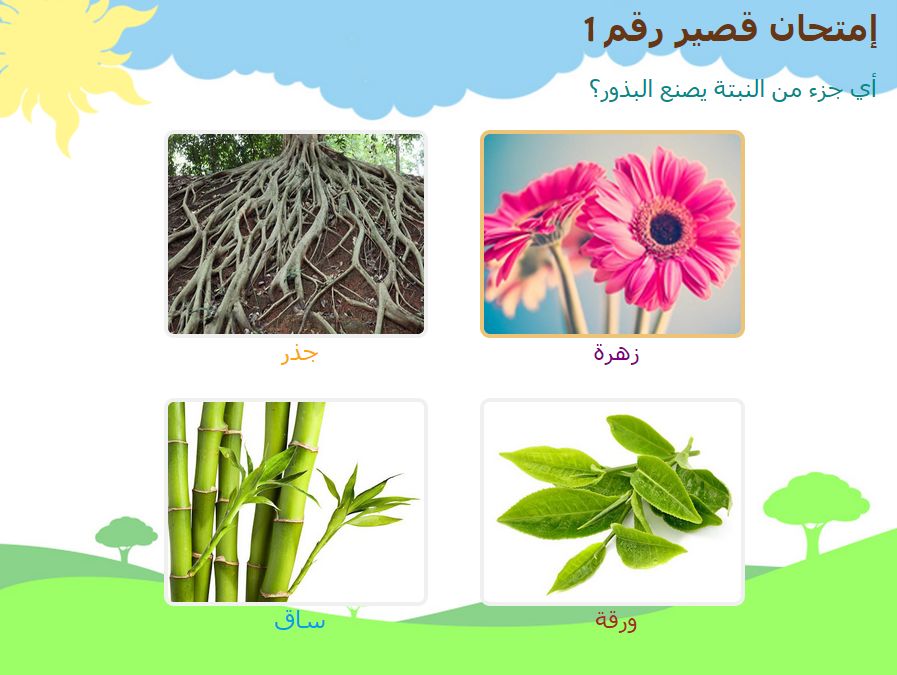 إمتحان قصير رقم 1
أي جزء من النبتة يصنع البذور؟
زهرة
جذر
ورقة
ساق